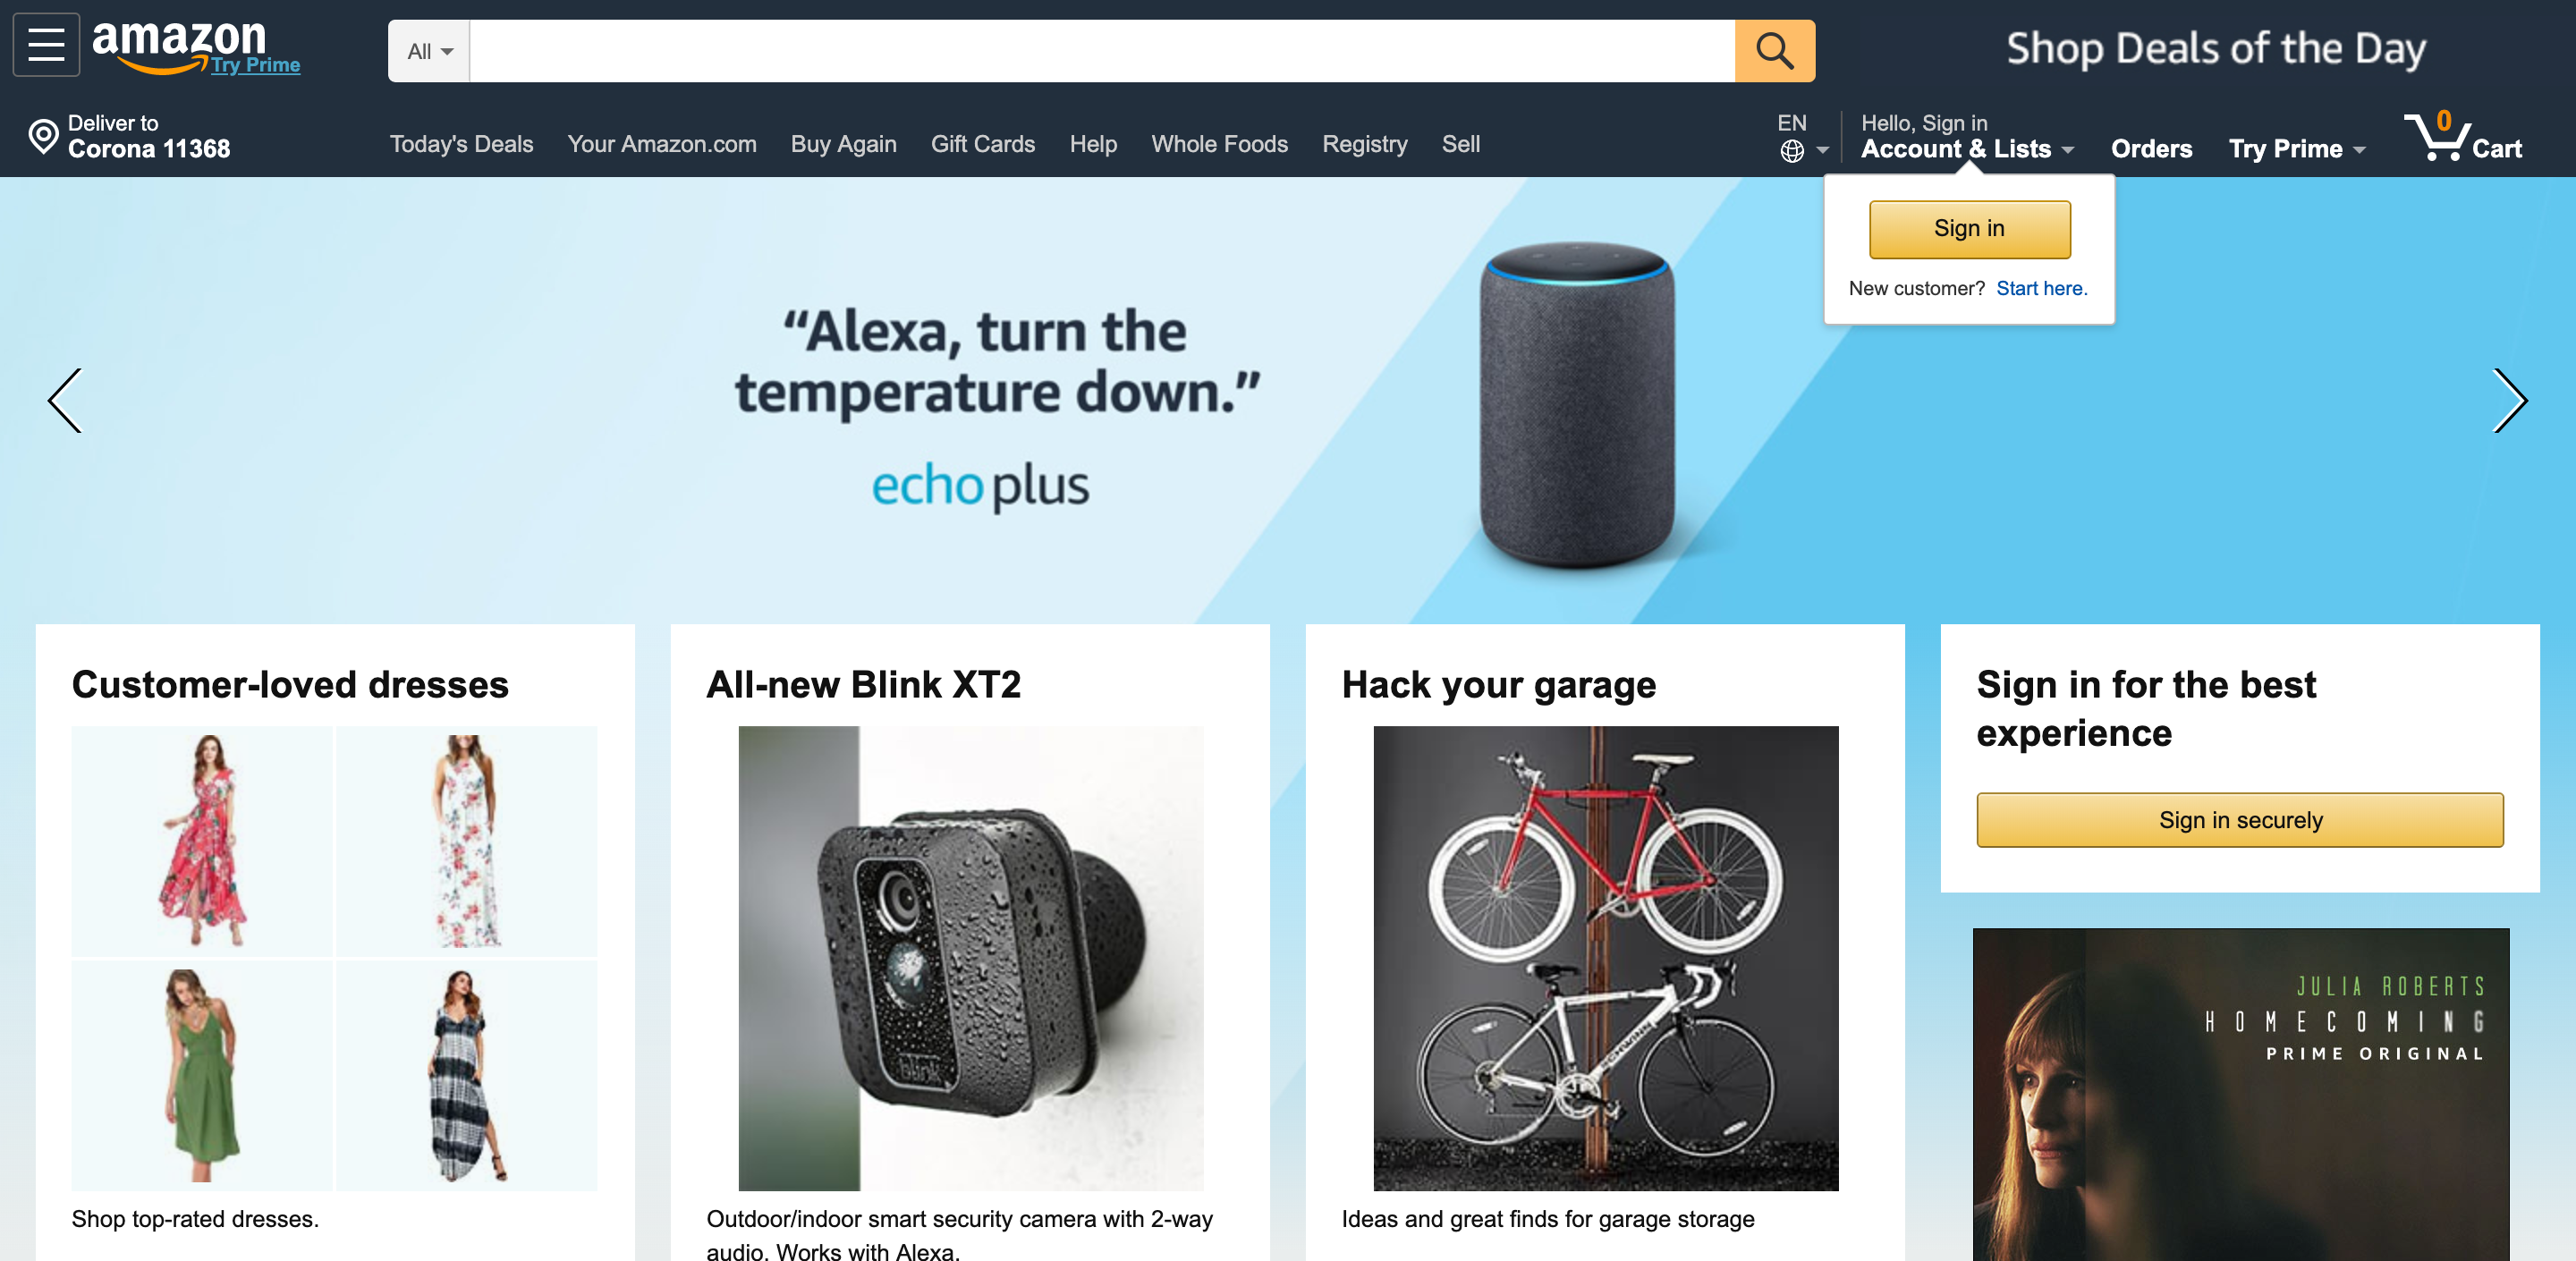 amazon
Try Prime
All
Shop Deals of the Day
Deliver to
Corona 11368
Today's Deals
Your Amazon.com
Buy Again
Gift Cards
Help
Whole Foods
Registry
Sell
EN
Hello, Sign in
Account & Lists
Orders
Try Prime
0
Cart
Sign in
New customer? Start here.
“Alexa, turn the
temperature down.”
echo plus
Customer-loved dresses
Shop top-rated dresses.
All-new Blink XT2
blink
Outdoor/indoor smart security camera with 2-way
audio. Works with Alexa.
Hack your garage
SCHWINN
Ideas and great finds for garage storage
Sign in for the best
experience
Sign in securely
JULIA ROBERTS
HOMECOMING
PRIME ORIGINAL